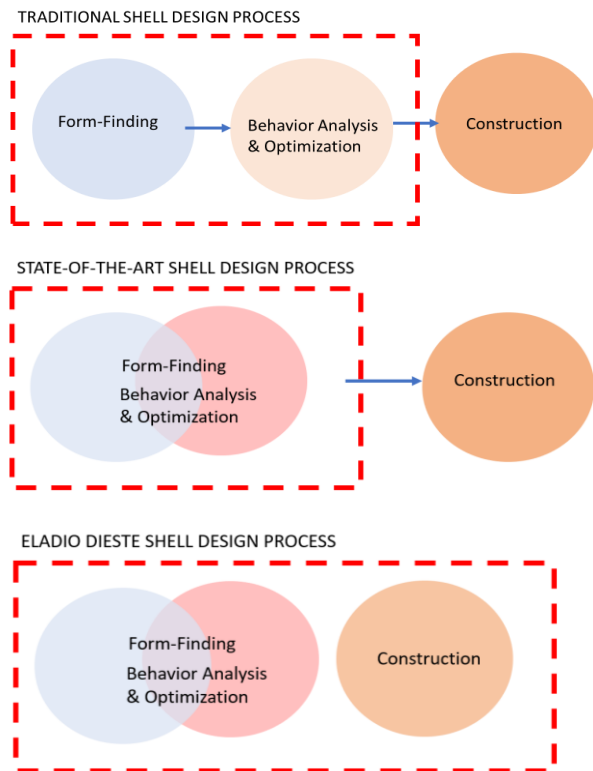 TRADITIONAL SHELL DESIGN PROCESS
Form-Finding
Behavior Analysis
& Optimization
Construction
STATE-OF-THE-ART SHELL DESIGN PROCESS
Form-Finding
Behavior Analysis
& Optimization
Construction
ELADIO DIESTE SHELL DESIGN PROCESS
Form-Finding
Behavior Analysis
& Optimization
Construction